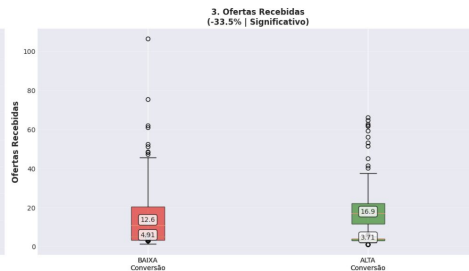 3. Ofertas Recebidas
(-33.5% | Significativo)
Ofertas Recebidas
100
80
60
40
20
0
12.6
4.91
16.9
3.71
BAIXA
Conversão
ALTA
Conversão